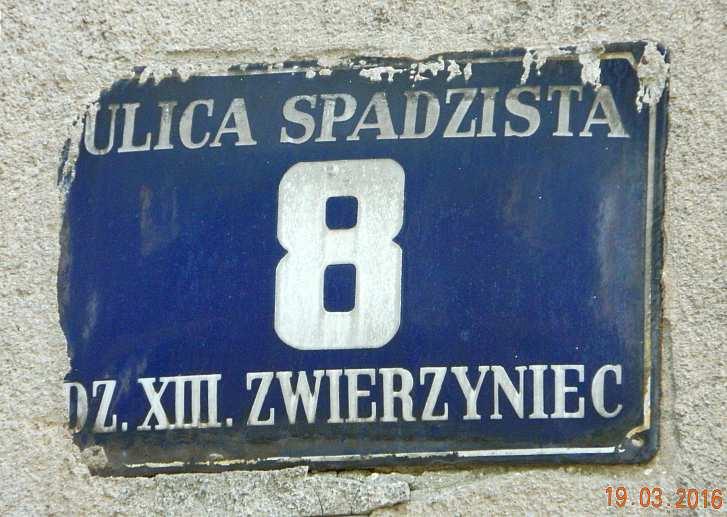 ULICA SPADZISTA
8
DZ. XIII. ZWIERZYNIEC
19.03.2016